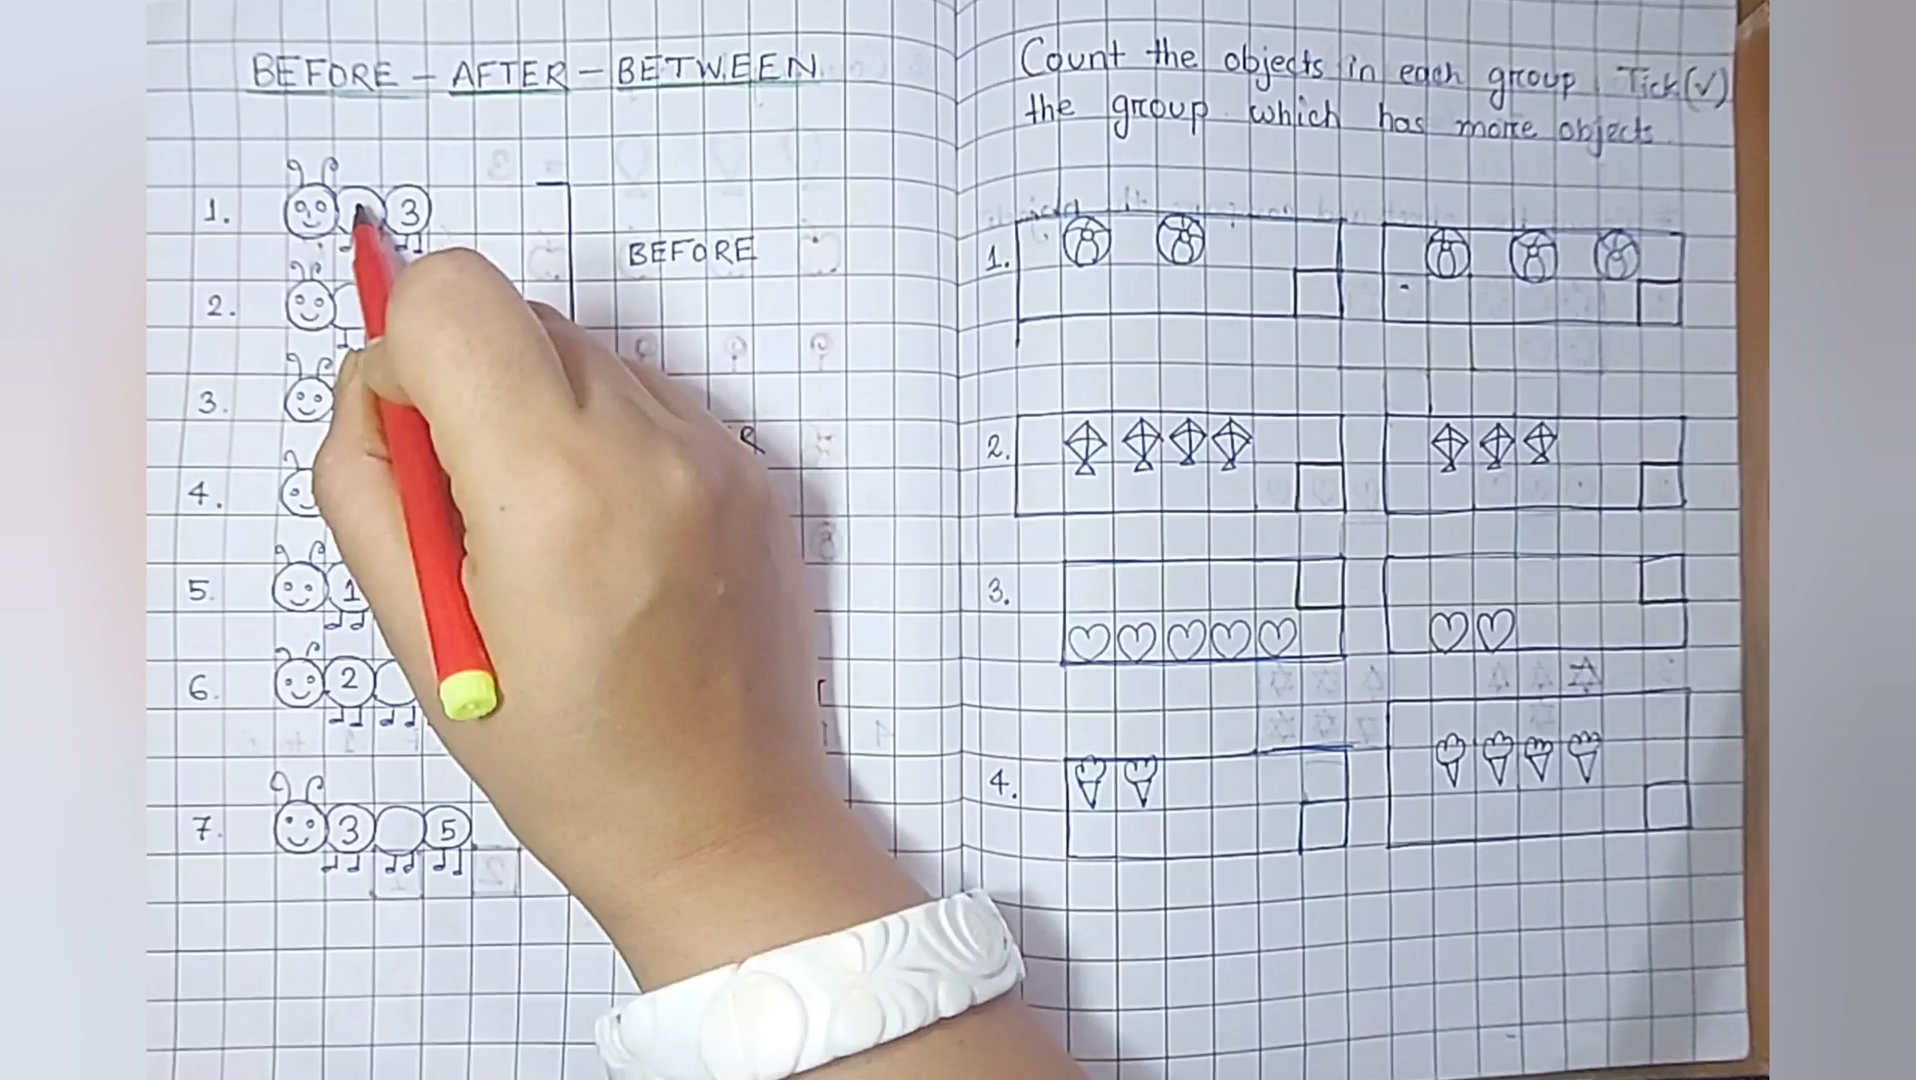 BEFORE - AFTER - BETWEEN
1. 3
BEFORE
2.
3.
R
4.
5. 1
6. 2
7. 3 5
Count the objects in each group. Tick(√)
the group which has more objects.
1.
2.
3.
4.